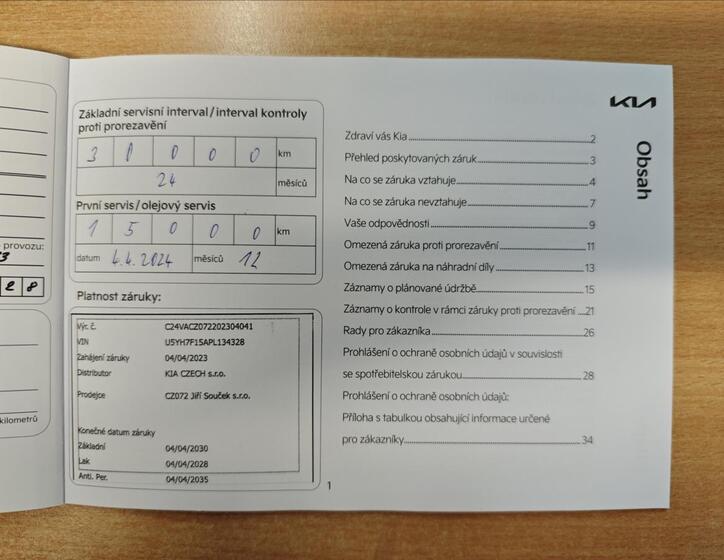 provozu:
3
2 8
kilometrů
Základní servisní interval/interval kontroly
proti prorezavění
3 0 0 0 0 km
24 měsíců
První servis/olejový servis
1 5 0 0 0 km
datum 4.4.2024 měsíců 12
Platnost záruky:
Výr. č. C24VACZ072202304041
VIN U5YH7F15APL134328
Zahájení záruky 04/04/2023
Distributor KIA CZECH s.r.o.
Prodejce CZ072 Jiří Souček s.r.o.
Konečné datum záruky
Základní 04/04/2030
Lak 04/04/2028
Anti. Per. 04/04/2035
1
KIA
Obsah
Zdraví vás Kia 2
Přehled poskytovaných záruk 3
Na co se záruka vztahuje 4
Na co se záruka nevztahuje 7
Vaše odpovědnosti 9
Omezená záruka proti prorezavění 11
Omezená záruka na náhradní díly 13
Záznamy o plánované údržbě 15
Záznamy o kontrole v rámci záruky proti prorezavění 21
Rady pro zákazníka 26
Prohlášení o ochraně osobních údajů v souvislosti
se spotřebitelskou zárukou 28
Prohlášení o ochraně osobních údajů:
Příloha s tabulkou obsahující informace určené
pro zákazníky 34